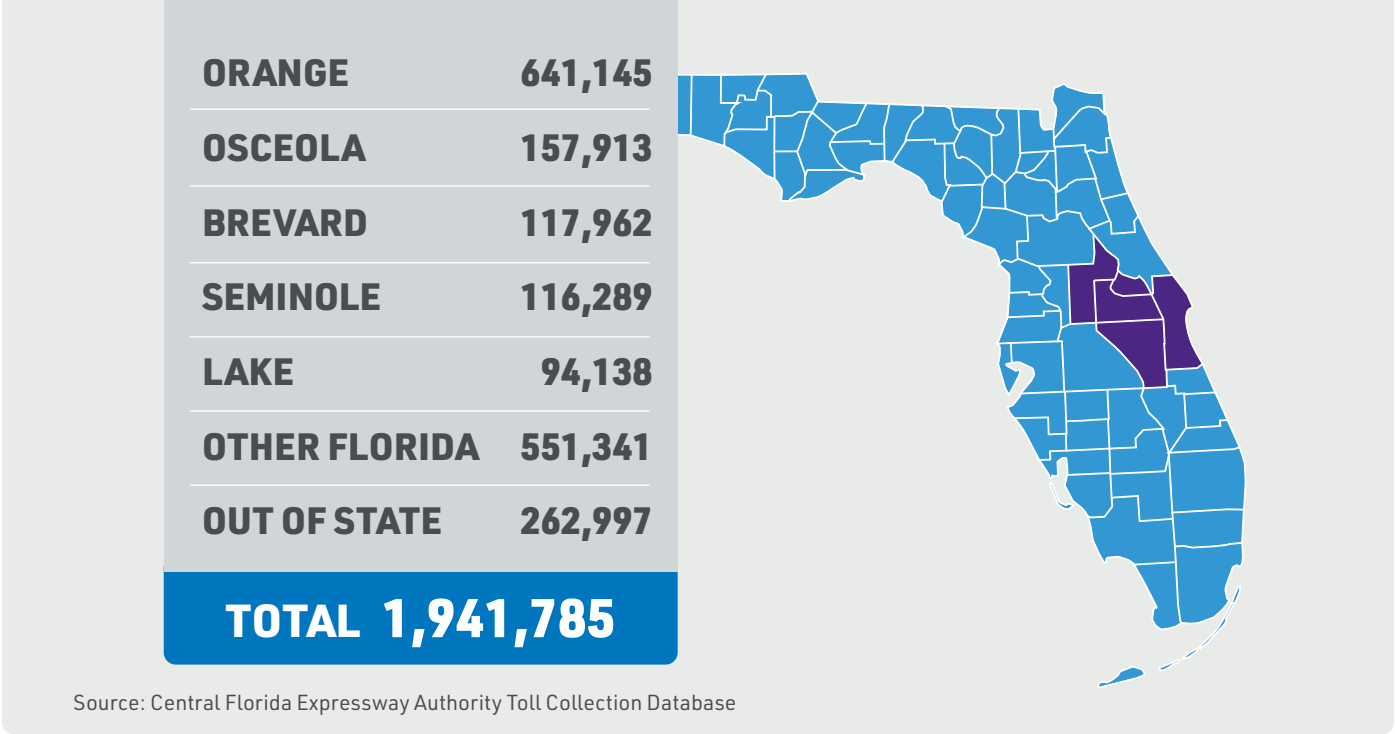 ORANGE 641,145
OSCEOLA 157,913
BREVARD 117,962
SEMINOLE 116,289
LAKE 94,138
OTHER FLORIDA 551,341
OUT OF STATE 262,997
TOTAL 1,941,785
Source: Central Florida Expressway Authority Toll Collection Database